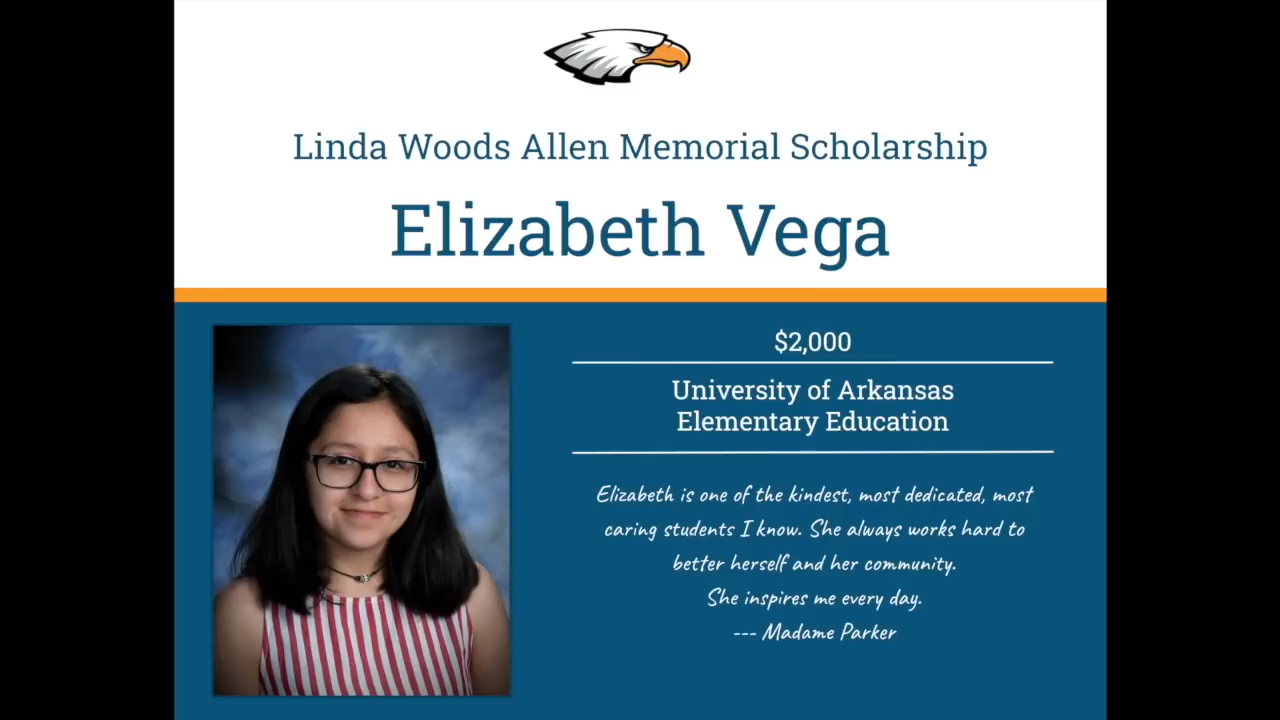 Linda Woods Allen Memorial Scholarship
Elizabeth Vega
$2,000
University of Arkansas
Elementary Education
Elizabeth is one of the kindest, most dedicated, most
caring students I know. She always works hard to
better herself and her community.
She inspires me every day.
--- Madame Parker